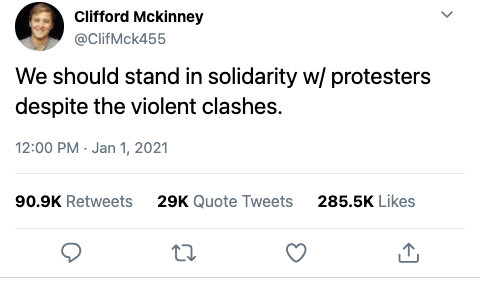 Clifford Mckinney
@ClifMck455
We should stand in solidarity w/ protesters
despite the violent clashes.
12:00 PM · Jan 1, 2021
90.9K Retweets 29K Quote Tweets 285.5K Likes